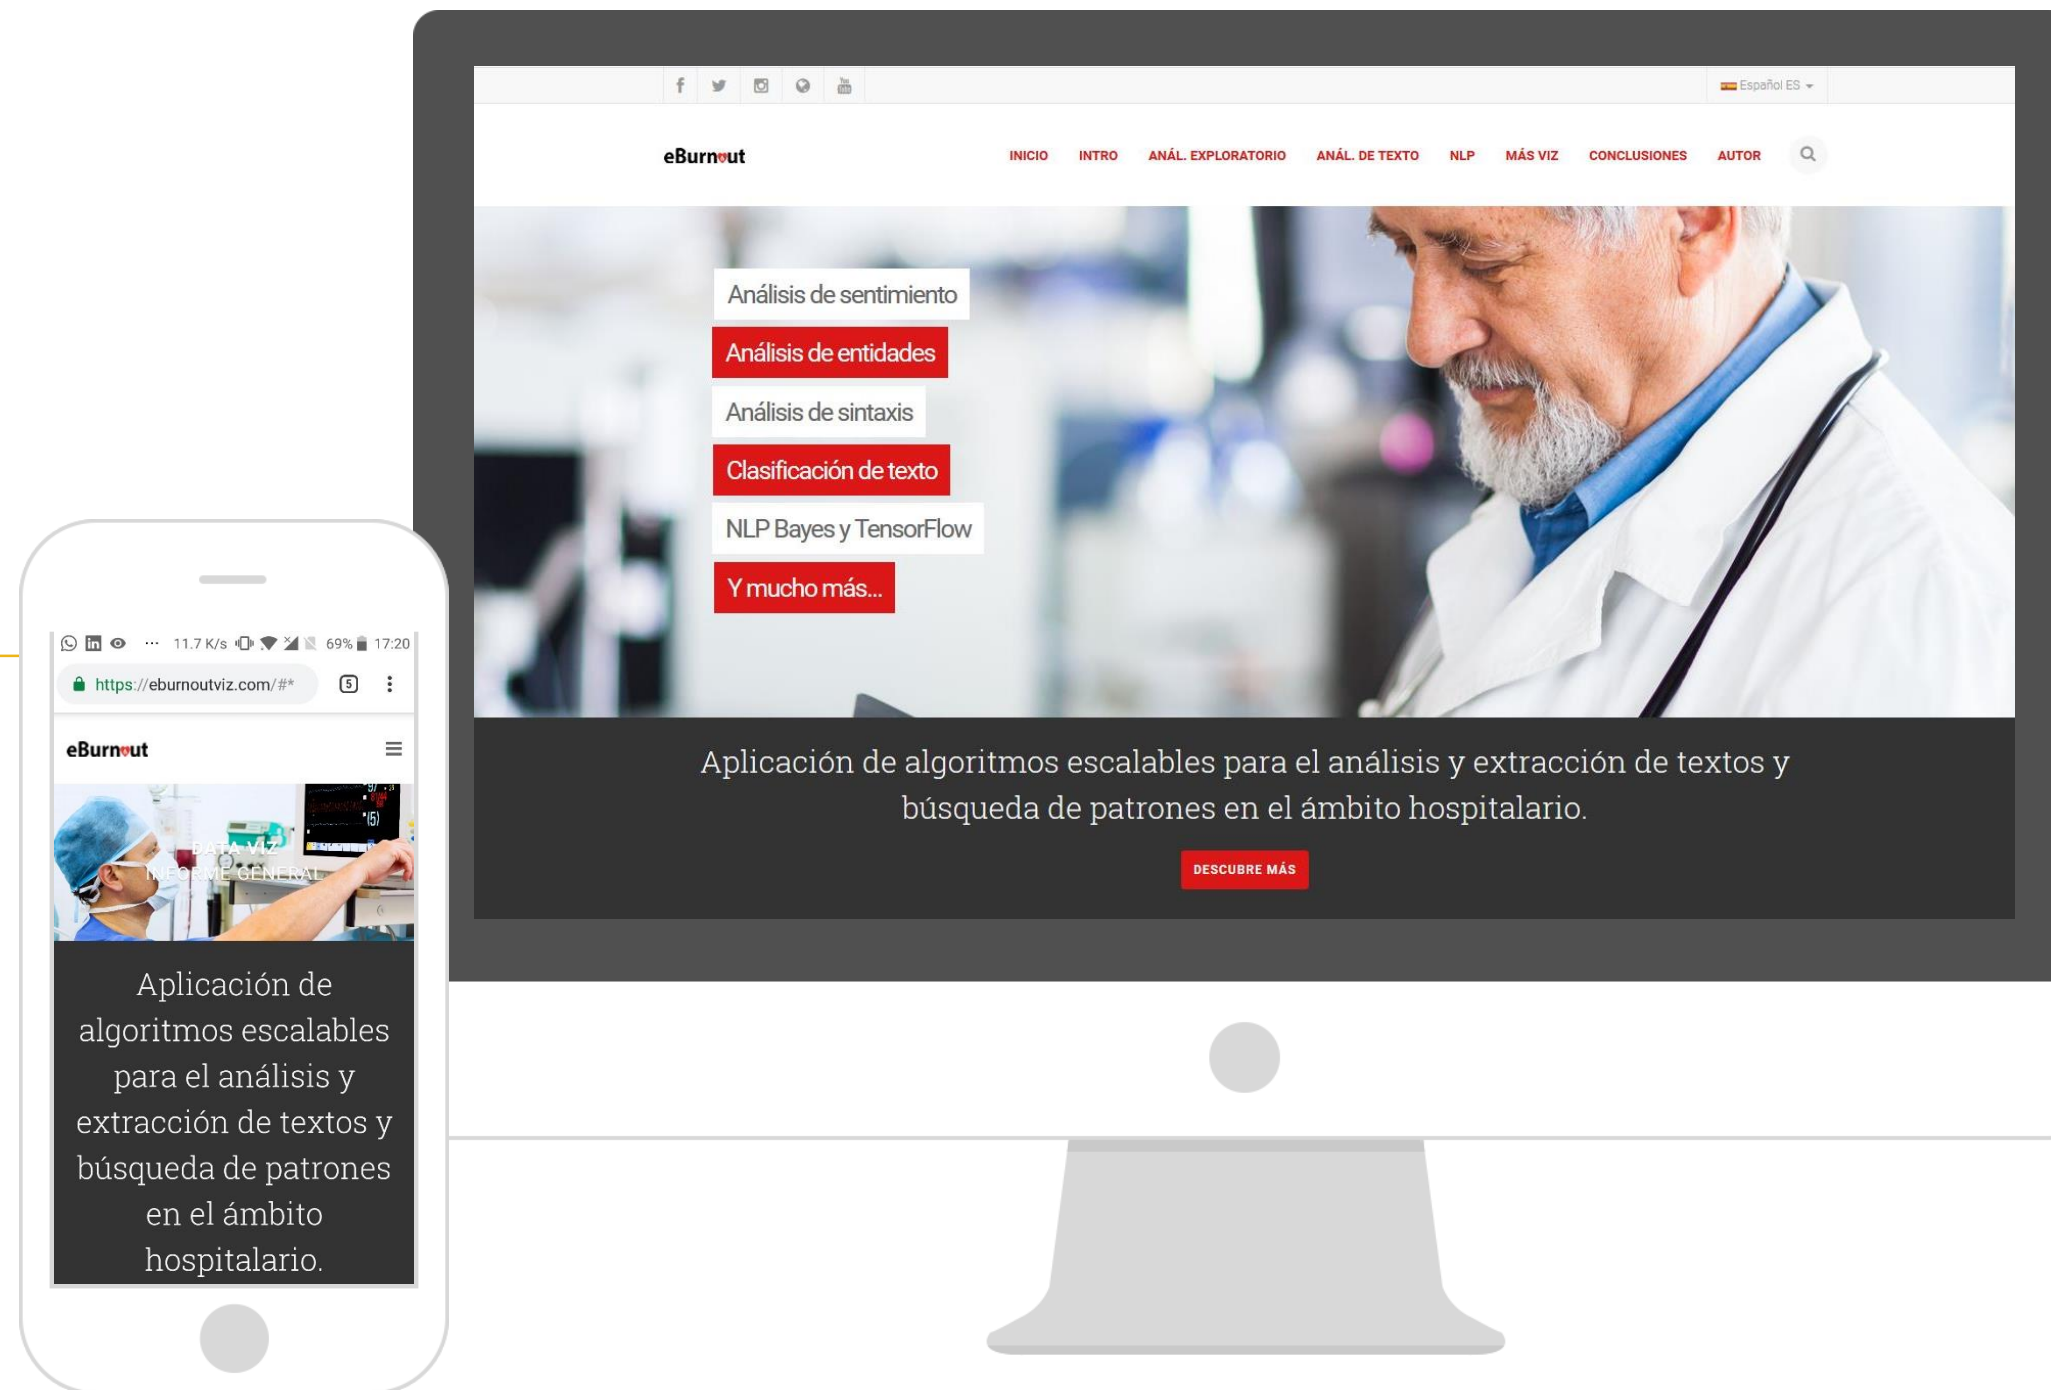 Español ES
eBurnout
INICIO INTRO ANÁL. EXPLORATORIO ANÁL. DE TEXTO NLP MÁS VIZ CONCLUSIONES AUTOR
Análisis de sentimiento
Análisis de entidades
Análisis de sintaxis
Clasificación de texto
NLP Bayes y TensorFlow
Y mucho más...
Aplicación de algoritmos escalables para el análisis y extracción de textos y
búsqueda de patrones en el ámbito hospitalario.
DESCUBRE MÁS
11.7 K/s 69% 17:20
https://eburnoutviz.com/#* 5
eBurnout
DATA VIZ
INFORME GENERAL
Aplicación de
algoritmos escalables
para el análisis y
extracción de textos y
búsqueda de patrones
en el ámbito
hospitalario.